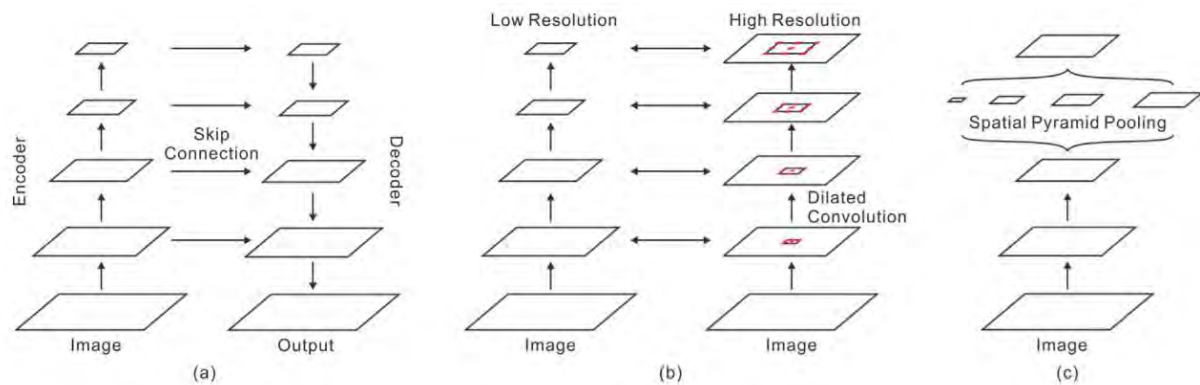 Encoder
Skip
Connection
Decoder
Image
Output
(a)
Low Resolution
High Resolution
Dilated
Convolution
Image
Image
(b)
Spatial Pyramid Pooling
Image
(c)